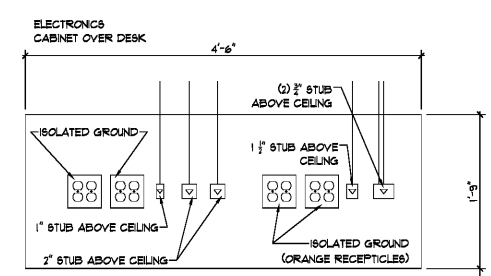 ELECTRONICS
CABINET OVER DESK
4'-6"
(2) 3/4" STUB
ABOVE CEILING
ISOLATED GROUND
1 1/2" STUB ABOVE
CEILING
1'-9"
1" STUB ABOVE CEILING
2" STUB ABOVE CEILING
ISOLATED GROUND
(ORANGE RECEPTICLES)